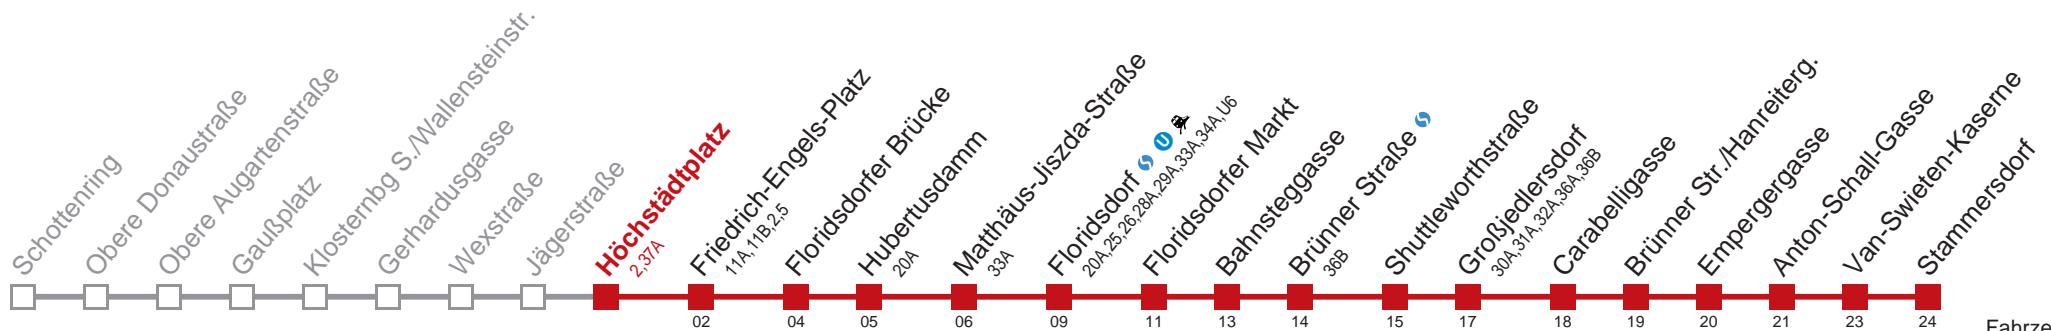 Schottenring
Obere Donaustraße
Obere Augartenstraße
Gaußplatz
Klosternbg S./Wallensteinstr.
Gerhardusgasse
Wexstraße
Jägerstraße
Höchstädtplatz
2,37A
Friedrich-Engels-Platz
11A,11B,2,5
Floridsdorfer Brücke
Hubertusdamm
20A
Matthäus-Jiszda-Straße
33A
Floridsdorf S U
20A,25,26,28A,29A,33A,34A,U6
Floridsdorfer Markt
Bahnsteggasse
Brünner Straße S
36B
Shuttleworthstraße
Großjedlersdorf
30A,31A,32A,36A,36B
Carabelligasse
Brünner Str./Hanreiterg.
Empergergasse
Anton-Schall-Gasse
Van-Swieten-Kaserne
Stammersdorf
02 04 05 06 09 11 13 14 15 17 18 19 20 21 23 24
Fahrze